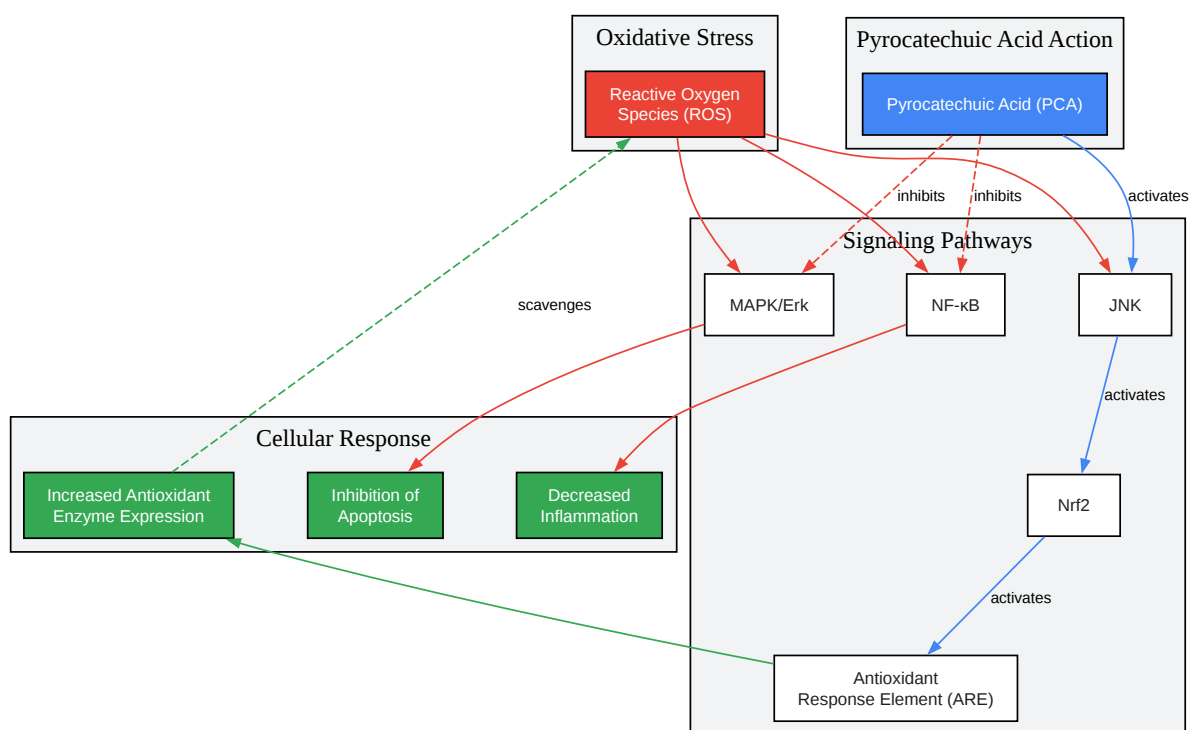 Oxidative Stress
Pyrocatechuic Acid Action
Reactive Oxygen
Species (ROS)
Pyrocatechuic Acid (PCA)
inhibits
inhibits
activates
Signaling Pathways
MAPK/Erk
NF-κB
JNK
scavenges
activates
Cellular Response
Increased Antioxidant
Enzyme Expression
Inhibition of
Apoptosis
Decreased
Inflammation
Nrf2
activates
Antioxidant
Response Element (ARE)